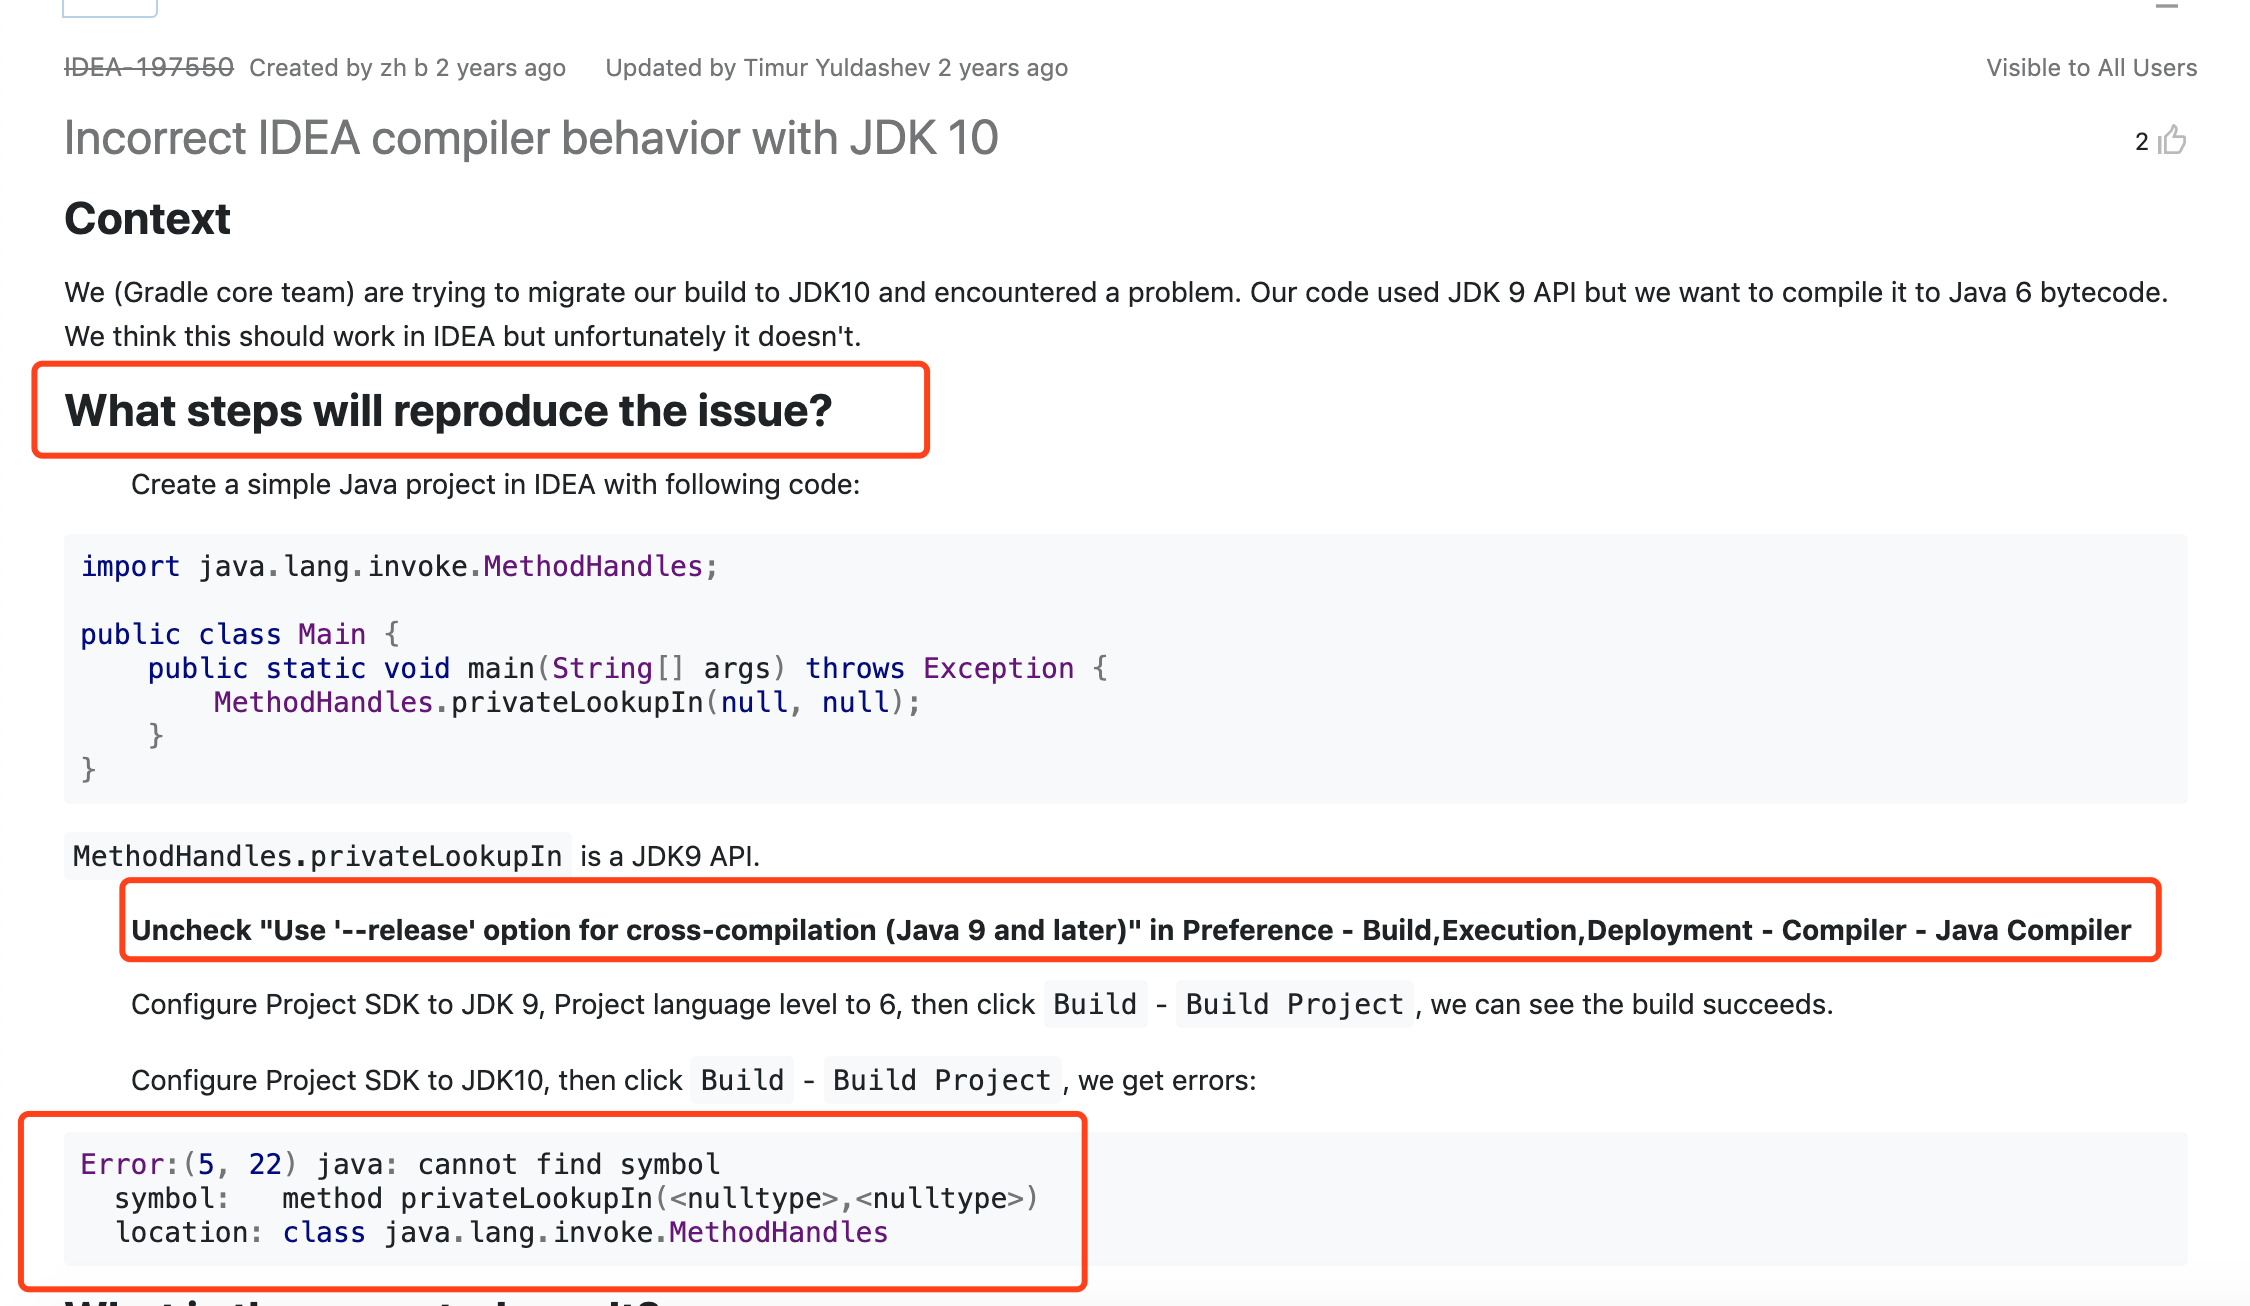 IDEA-197550 Created by zh b 2 years ago Updated by Timur Yuldashev 2 years ago Visible to All Users
Incorrect IDEA compiler behavior with JDK 10
2
Context
We (Gradle core team) are trying to migrate our build to JDK10 and encountered a problem. Our code used JDK 9 API but we want to compile it to Java 6 bytecode.
We think this should work in IDEA but unfortunately it doesn't.
What steps will reproduce the issue?
Create a simple Java project in IDEA with following code:
import java.lang.invoke.MethodHandles;
public class Main {
    public static void main(String[] args) throws Exception {
        MethodHandles.privateLookupIn(null, null);
    }
}
MethodHandles.privateLookupIn is a JDK9 API.
Uncheck "Use '--release' option for cross-compilation (Java 9 and later)" in Preference - Build,Execution,Deployment - Compiler - Java Compiler
Configure Project SDK to JDK 9, Project language level to 6, then click Build - Build Project , we can see the build succeeds.
Configure Project SDK to JDK10, then click Build - Build Project , we get errors:
Error:(5, 22) java: cannot find symbol
  symbol:   method privateLookupIn(<nulltype>,<nulltype>)
  location: class java.lang.invoke.MethodHandles